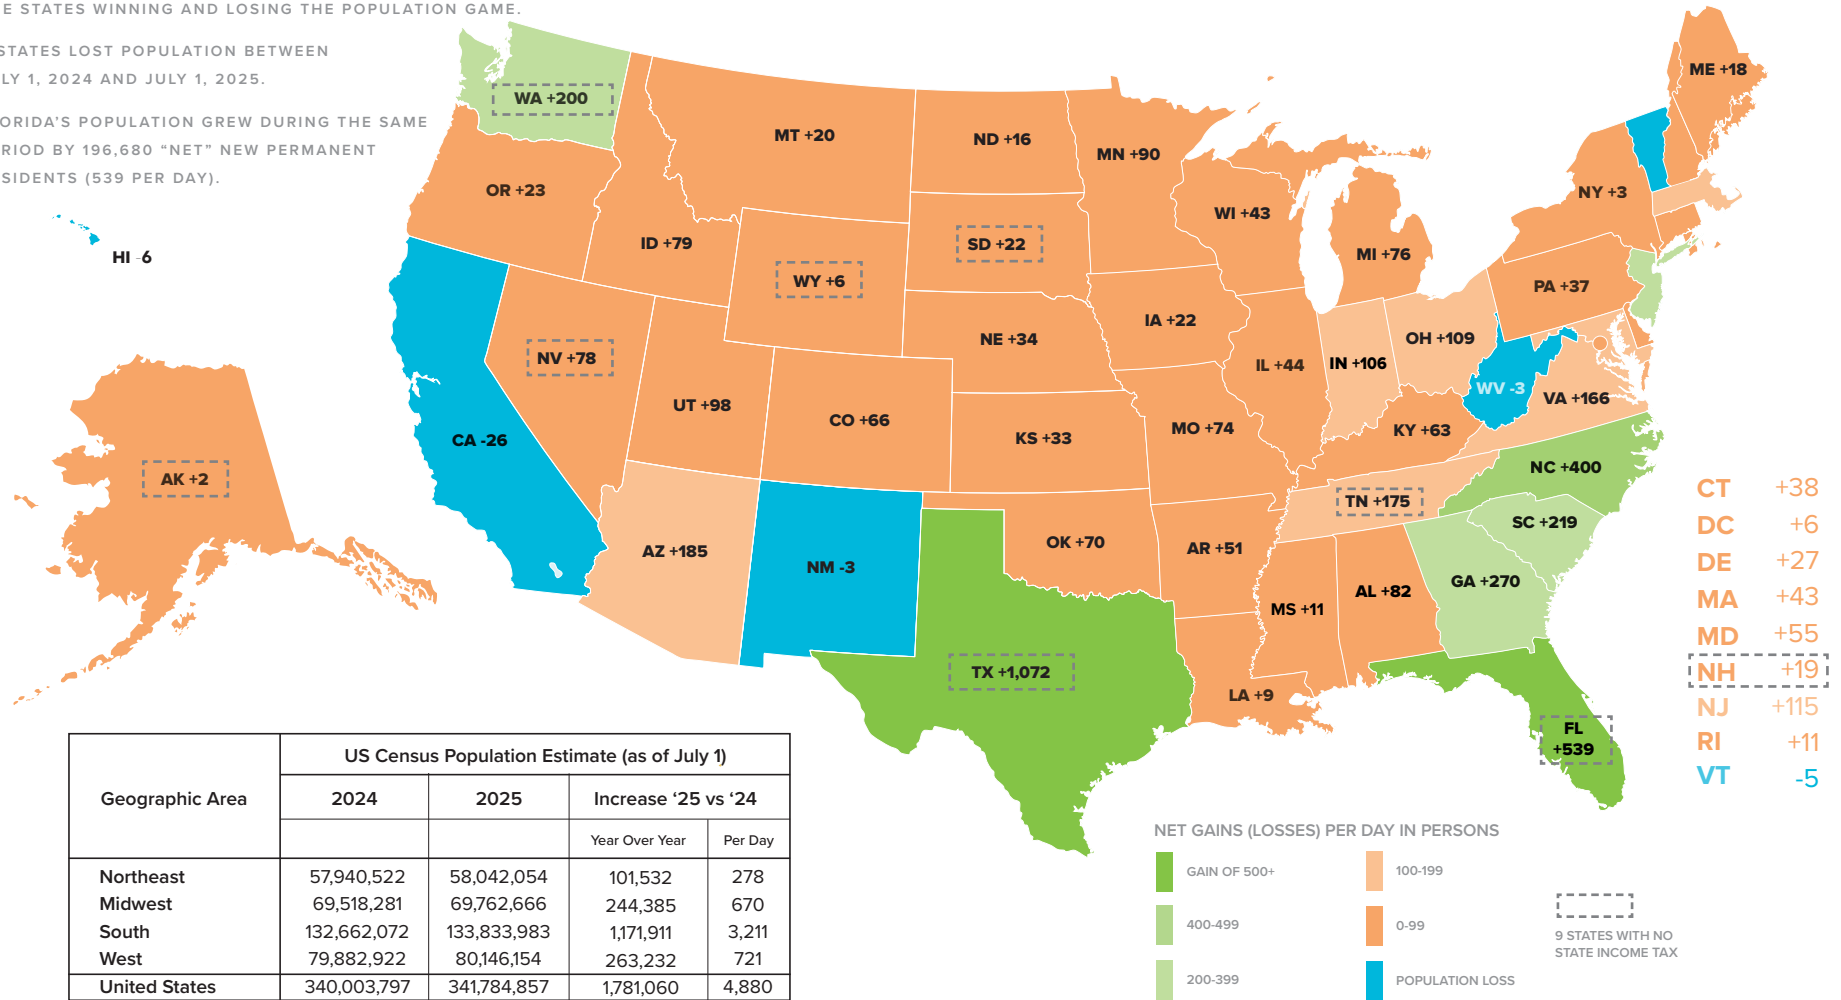 STATES WINNING AND LOSING THE POPULATION GAME.
STATES LOST POPULATION BETWEEN
LY 1, 2024 AND JULY 1, 2025.
ORIDA'S POPULATION GREW DURING THE SAME
RIOD BY 196,680 “NET” NEW PERMANENT
SIDENTS (539 PER DAY).
HI -6
AK +2
WA +200
OR +23
CA -26
NV +78
ID +79
MT +20
WY +6
UT +98
AZ +185
CO +66
NM -3
ND +16
SD +22
NE +34
KS +33
OK +70
TX +1,072
MN +90
IA +22
MO +74
AR +51
LA +9
WI +43
IL +44
MI +76
IN +106
OH +109
KY +63
TN +175
MS +11
AL +82
GA +270
FL
+539
SC +219
NC +400
VA +166
WV -3
PA +37
NY +3
ME +18
CT +38
DC +6
DE +27
MA +43
MD +55
NH +19
NJ +115
RI +11
VT -5
Geographic Area
US Census Population Estimate (as of July 1)
2024 2025 Increase ‘25 vs ‘24
Year Over Year Per Day
Northeast 57,940,522 58,042,054 101,532 278
Midwest 69,518,281 69,762,666 244,385 670
South 132,662,072 133,833,983 1,171,911 3,211
West 79,882,922 80,146,154 263,232 721
United States 340,003,797 341,784,857 1,781,060 4,880
NET GAINS (LOSSES) PER DAY IN PERSONS
GAIN OF 500+
400-499
200-399
100-199
0-99
POPULATION LOSS
9 STATES WITH NO
STATE INCOME TAX